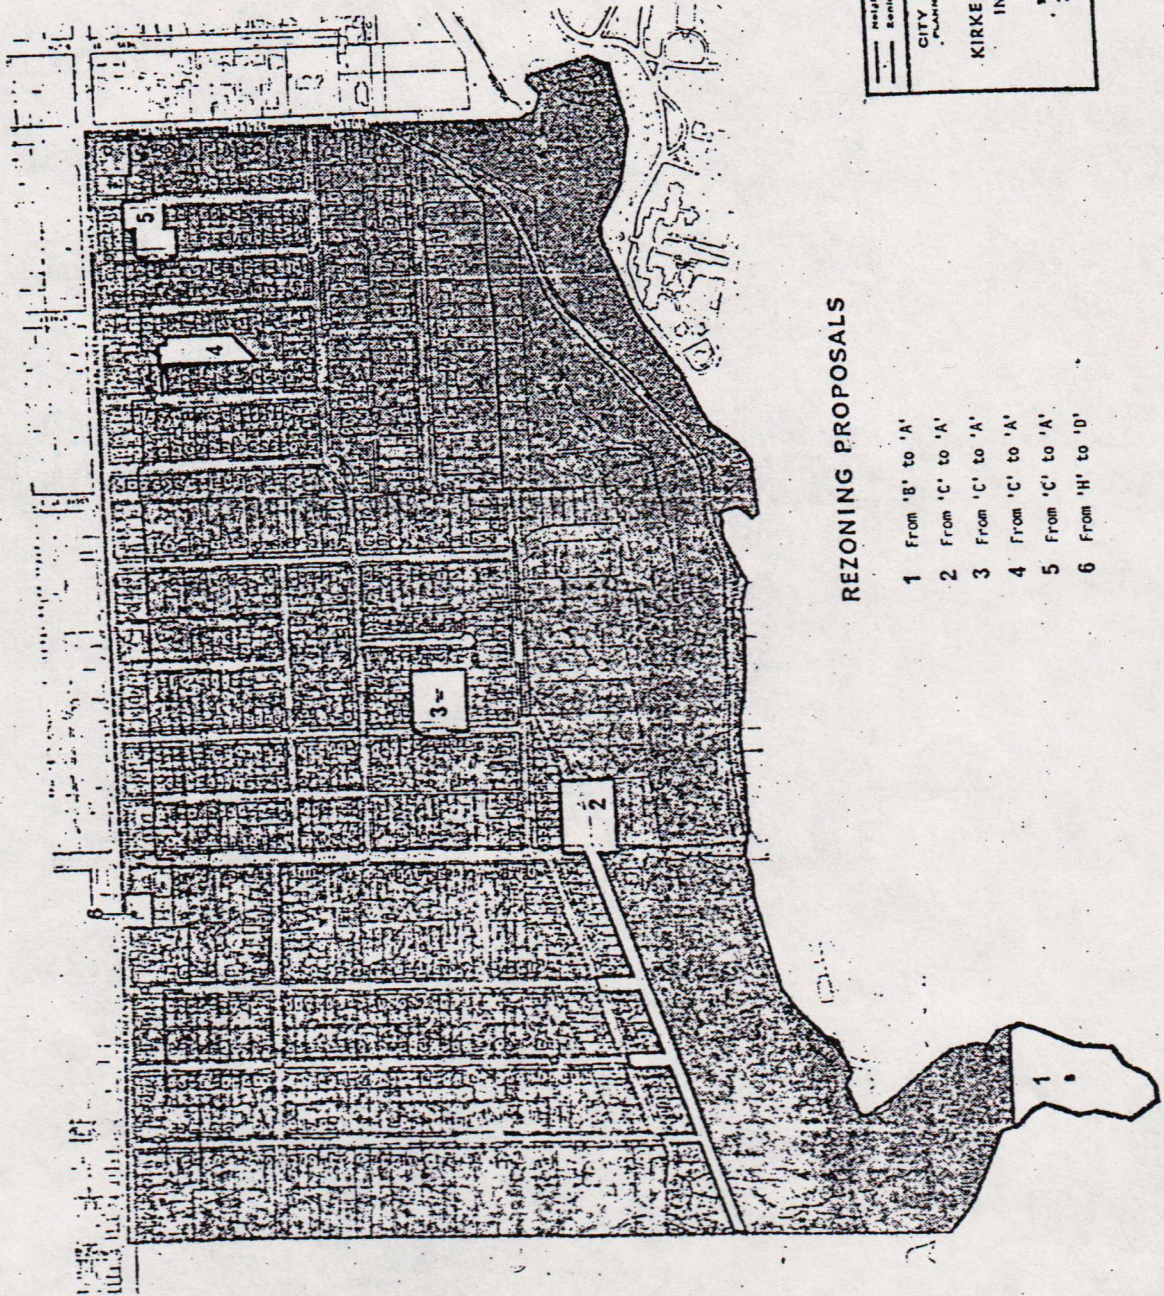 CITY
KIRKE
IN
REZONING PROPOSALS
1 From 'B' to 'A'
2 From 'C' to 'A'
3 From 'C' to 'A'
4 From 'C' to 'A'
5 From 'C' to 'A'
6 From 'H' to 'D'
5
4
3
2
6
1